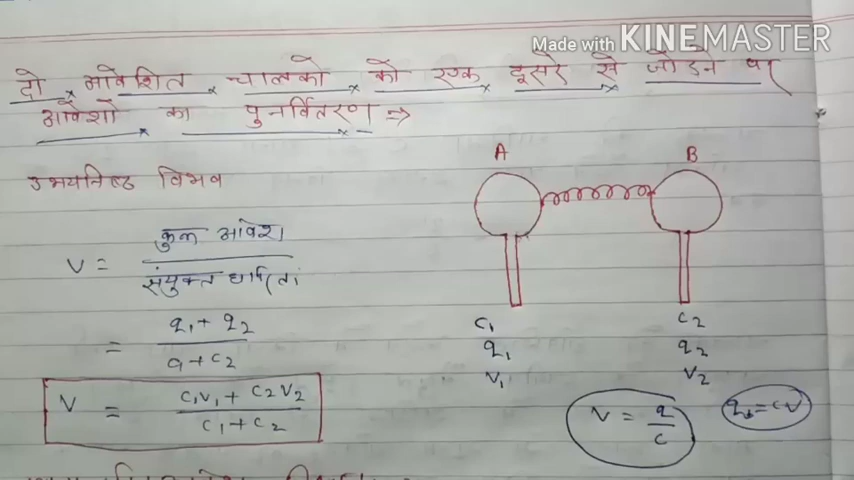 Made with KINEMASTER
दो आवेशित चालको को एक दूसरे से जोडने पर
आवेशों का पुनर्वितरण ⇒
A B
उभयनिष्ठ विभव
V = कुल आवेश / संयुक्त धारिता
= q₁ + q₂ / c₁ + c₂
C₁ C₂
q₁ q₂
V₁ V₂
V = C₁V₁ + C₂V₂ / C₁ + C₂
V = q / C
q = CV